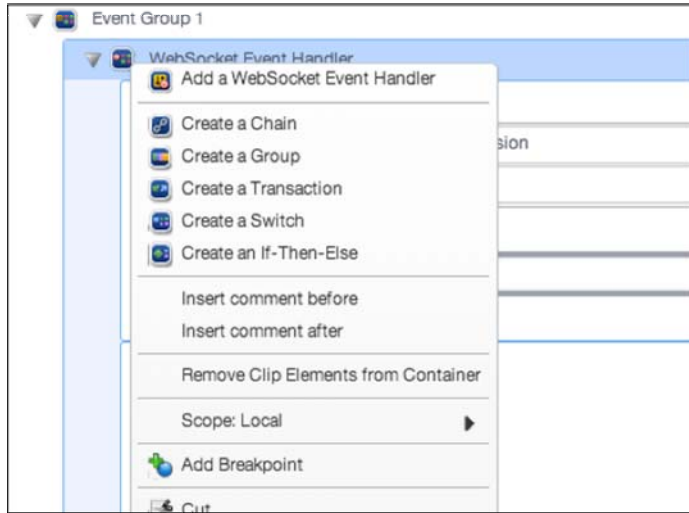 Event Group 1
WebSocket Event Handler
Add a WebSocket Event Handler
Create a Chain
sion
Create a Group
Create a Transaction
Create a Switch
Create an If-Then-Else
Insert comment before
Insert comment after
Remove Clip Elements from Container
Scope: Local
Add Breakpoint
Cut